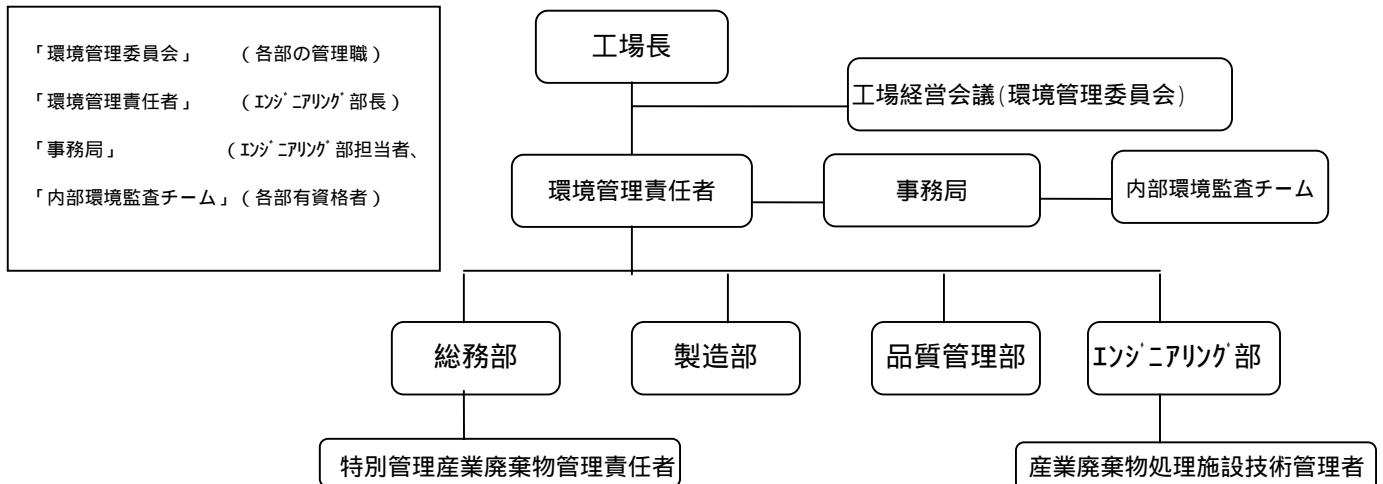 「環境管理委員会」 (各部の管理職)
「環境管理責任者」 (ｴﾝｼﾞﾆｱﾘﾝｸﾞ部長)
「事務局」 (ｴﾝｼﾞﾆｱﾘﾝｸﾞ部担当者、
「内部環境監査チーム」(各部有資格者)
工場長
工場経営会議(環境管理委員会)
環境管理責任者
事務局
内部環境監査チーム
総務部
製造部
品質管理部
ｴﾝｼﾞﾆｱﾘﾝｸﾞ部
特別管理産業廃棄物管理責任者
産業廃棄物処理施設技術管理者